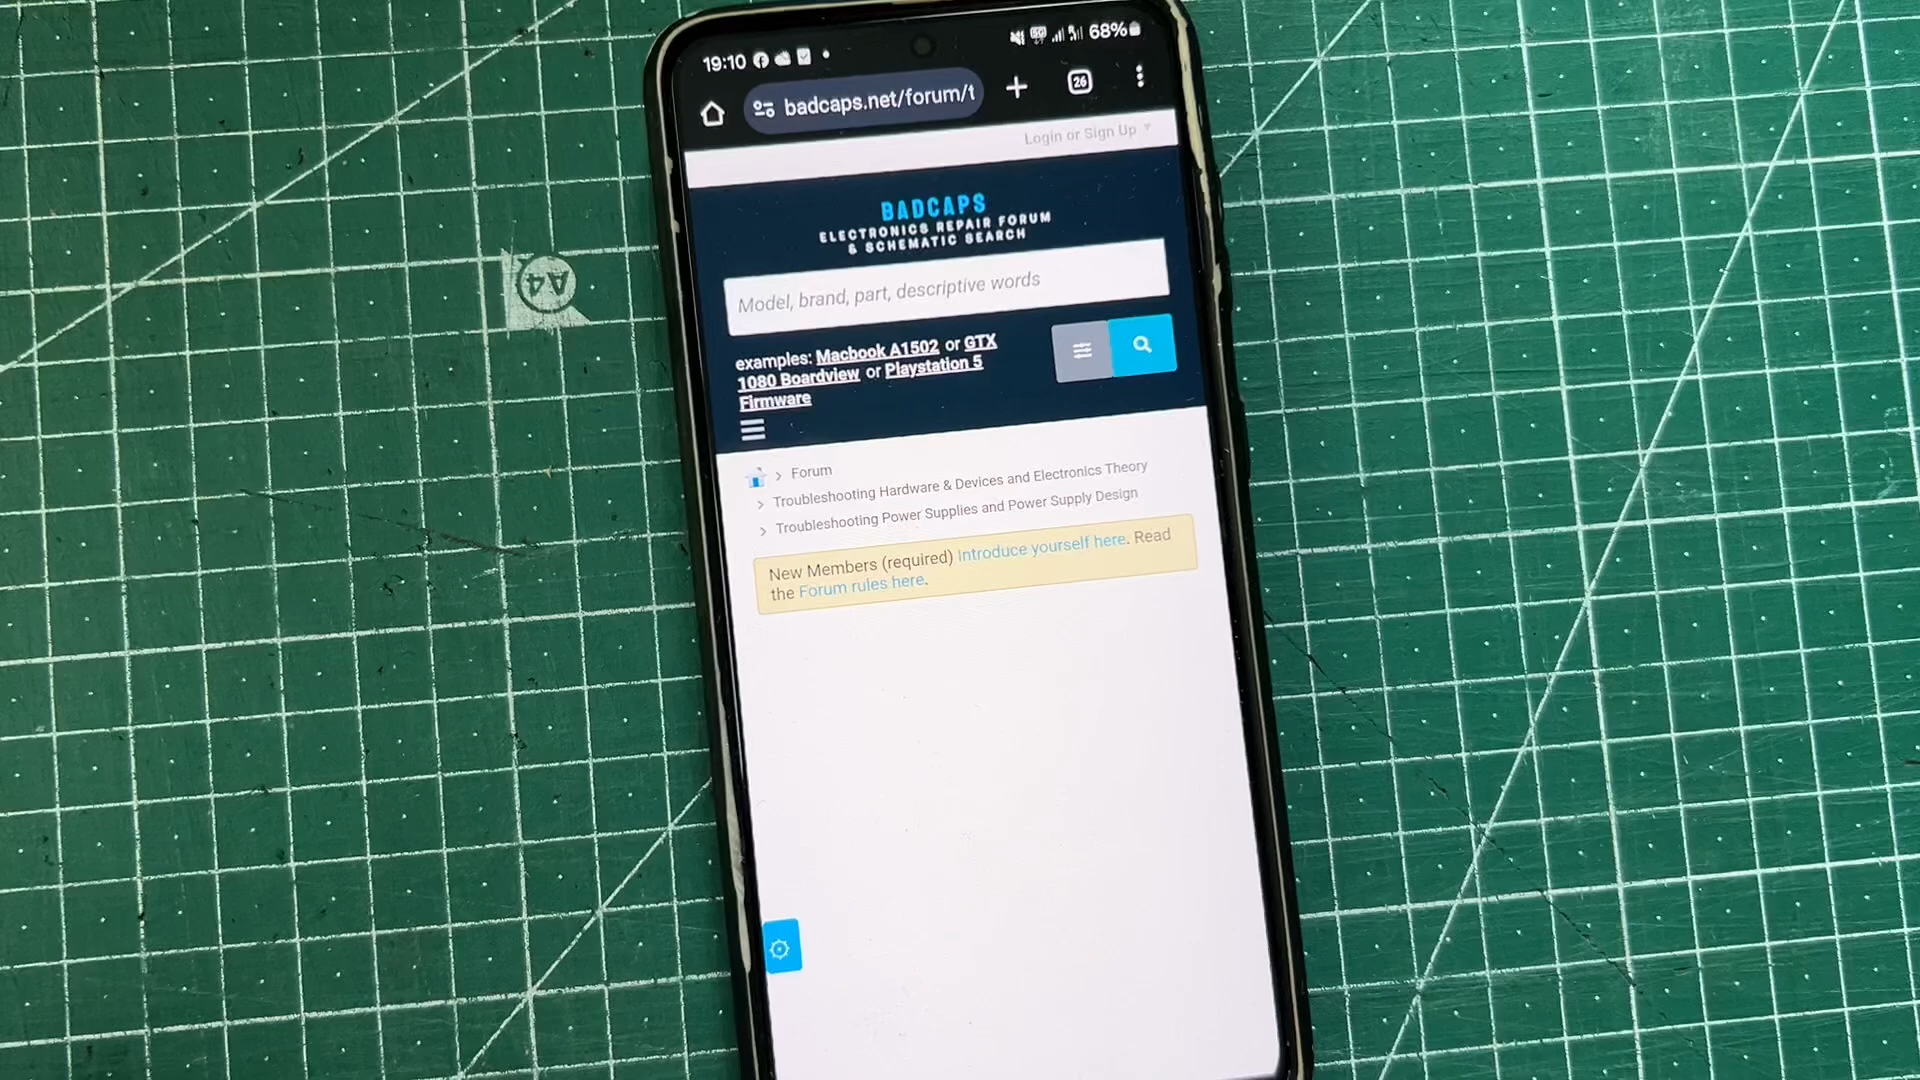 19:10 68%
badcaps.net/forum/t 26
Login or Sign Up
BADCAPS
ELECTRONICS REPAIR FORUM
& SCHEMATIC SEARCH
Model, brand, part, descriptive words
examples: Macbook A1502 or GTX
1080 Boardview or Playstation 5
Firmware
> Forum
> Troubleshooting Hardware & Devices and Electronics Theory
> Troubleshooting Power Supplies and Power Supply Design
New Members (required) Introduce yourself here. Read
the Forum rules here.
A4